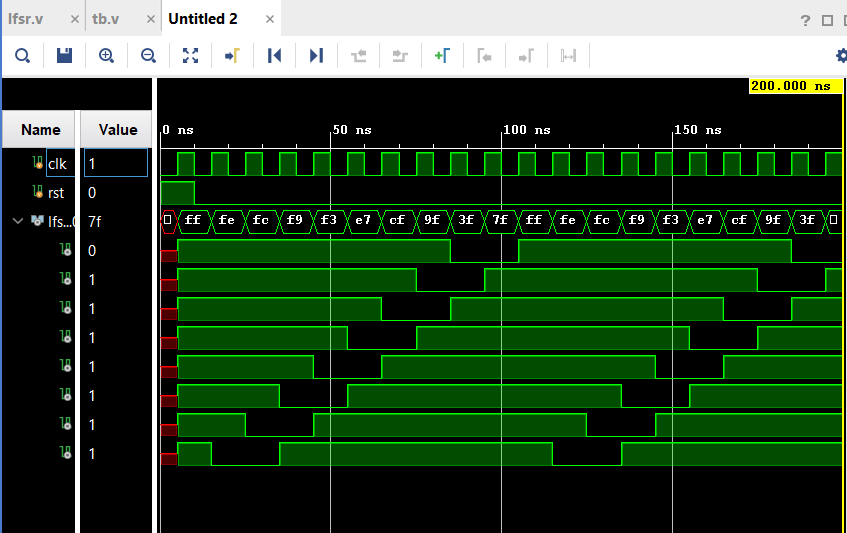 lfsr.v × tb.v × Untitled 2 ×
?
200.000 ns
Name Value
0 ns 50 ns 100 ns 150 ns
clk 1
rst 0
lfs... 7f ff fe fc f9 f3 e7 cf 9f 3f 7f ff fe fc f9 f3 e7 cf 9f 3f
0
1
1
1
1
1
1
1